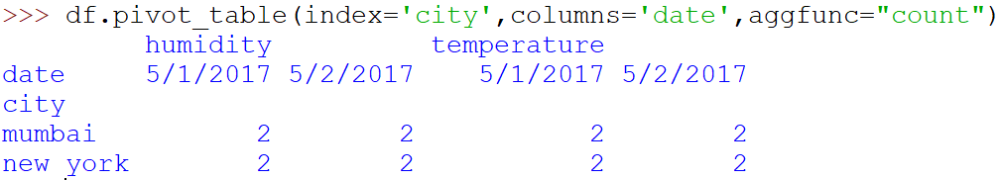 >>> df.pivot_table(index='city',columns='date',aggfunc="count")
humidity temperature
date 5/1/2017 5/2/2017 5/1/2017 5/2/2017
city
mumbai 2 2 2 2
new york 2 2 2 2